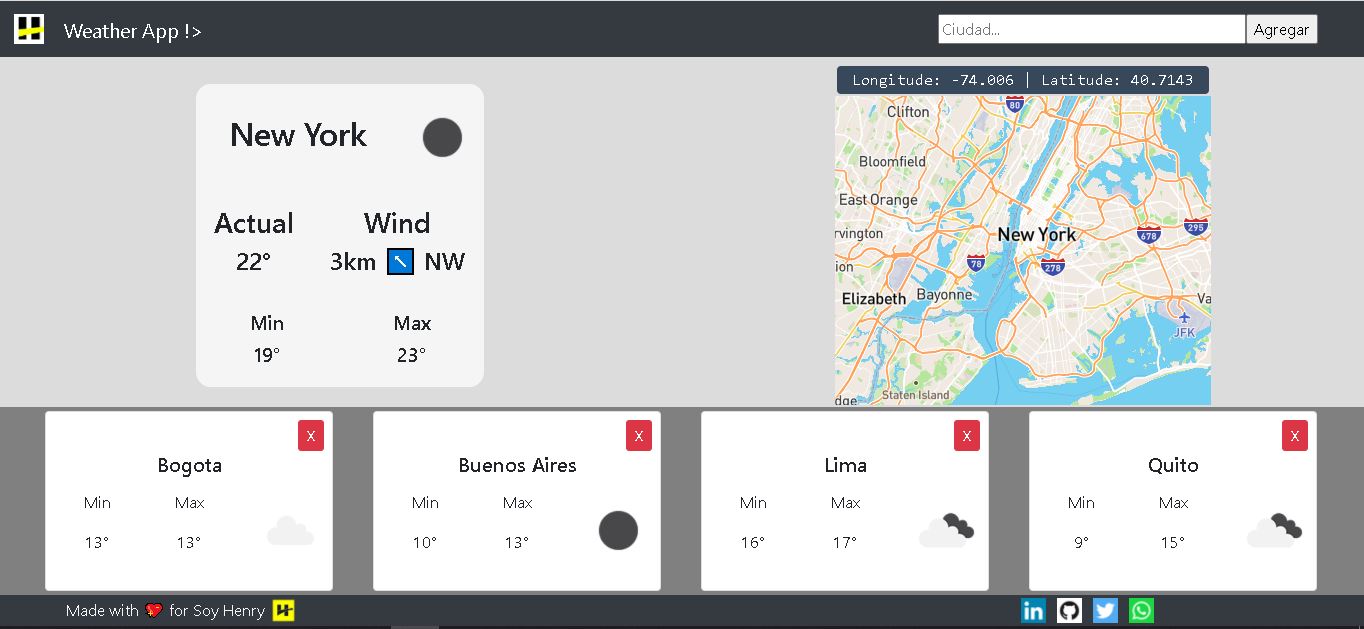 Weather App !>
Ciudad...
Agregar
New York
Actual
Wind
22°
3km
NW
Min
Max
19°
23°
Longitude: -74.006 | Latitude: 40.7143
80
Clifton
Bloomfield
East Orange
rvington
New York
678
295
ion
78
278
Elizabeth
Bayonne
Va
JFK
Staten Island
dge
X
Bogota
Min
Max
13°
13°
X
Buenos Aires
Min
Max
10°
13°
X
Lima
Min
Max
16°
17°
X
Quito
Min
Max
9°
15°
Made with 💖 for Soy Henry
in